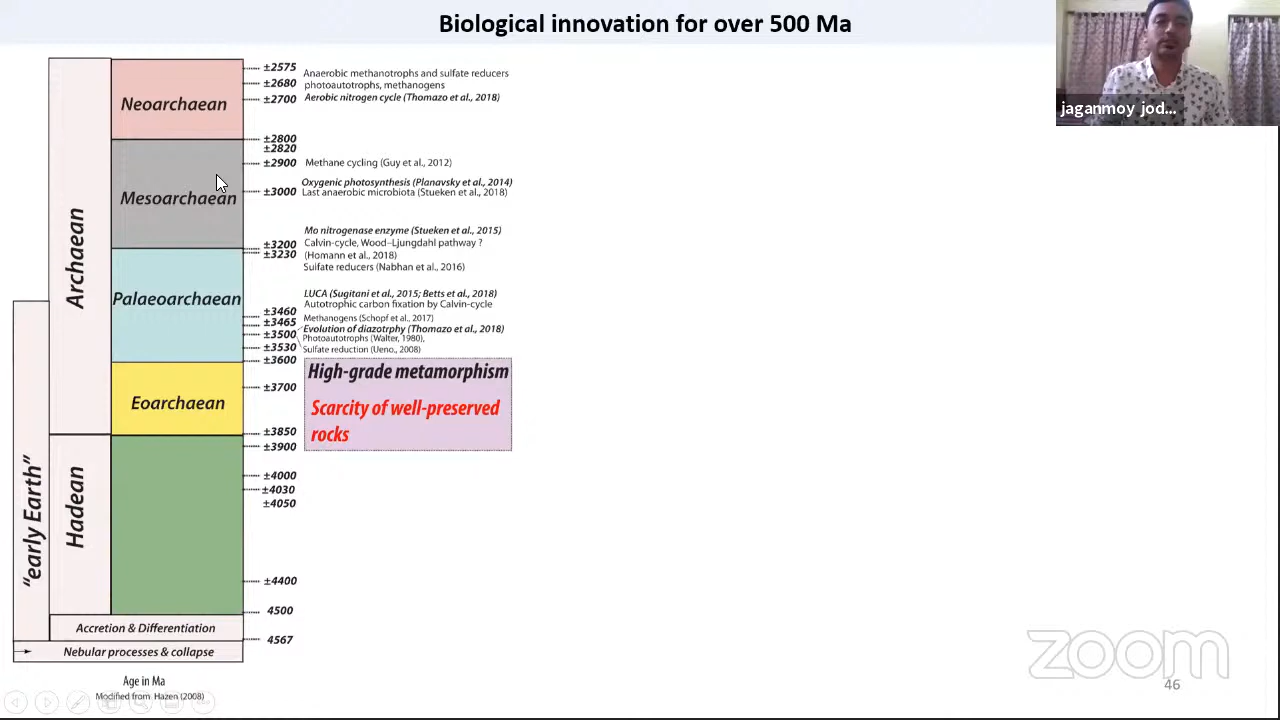 Biological innovation for over 500 Ma
jaganmoy jod...
Neoarchaean
Mesoarchaean
Palaeoarchaean
Eoarchaean
Archaean
Hadean
"early Earth"
Accretion & Differentiation
Nebular processes & collapse
±2575
±2680
±2700
±2800
±2820
±2900
±3000
±3200
±3230
±3460
±3465
±3500
±3530
±3600
±3700
±3850
±3900
±4000
±4030
±4050
±4400
4500
4567
Anaerobic methanotrophs and sulfate reducers
photoautotrophs, methanogens
Aerobic nitrogen cycle (Thomazo et al., 2018)
Methane cycling (Guy et al., 2012)
Oxygenic photosynthesis (Planavsky et al., 2014)
Last anaerobic microbiota (Stueken et al., 2018)
Mo nitrogenase enzyme (Stueken et al., 2015)
Calvin-cycle, Wood–Ljungdahl pathway ?
(Homann et al., 2018)
Sulfate reducers (Nabhan et al., 2016)
LUCA (Sugitani et al., 2015; Betts et al., 2018)
Autotrophic carbon fixation by Calvin-cycle
Methanogens (Schopf et al., 2017)
Evolution of diazotrphy (Thomazo et al., 2018)
Photoautotrophs (Walter, 1980),
Sulfate reduction (Ueno., 2008)
High-grade metamorphism
Scarcity of well-preserved
rocks
Age in Ma
Modified from Hazen (2008)
zoom
46